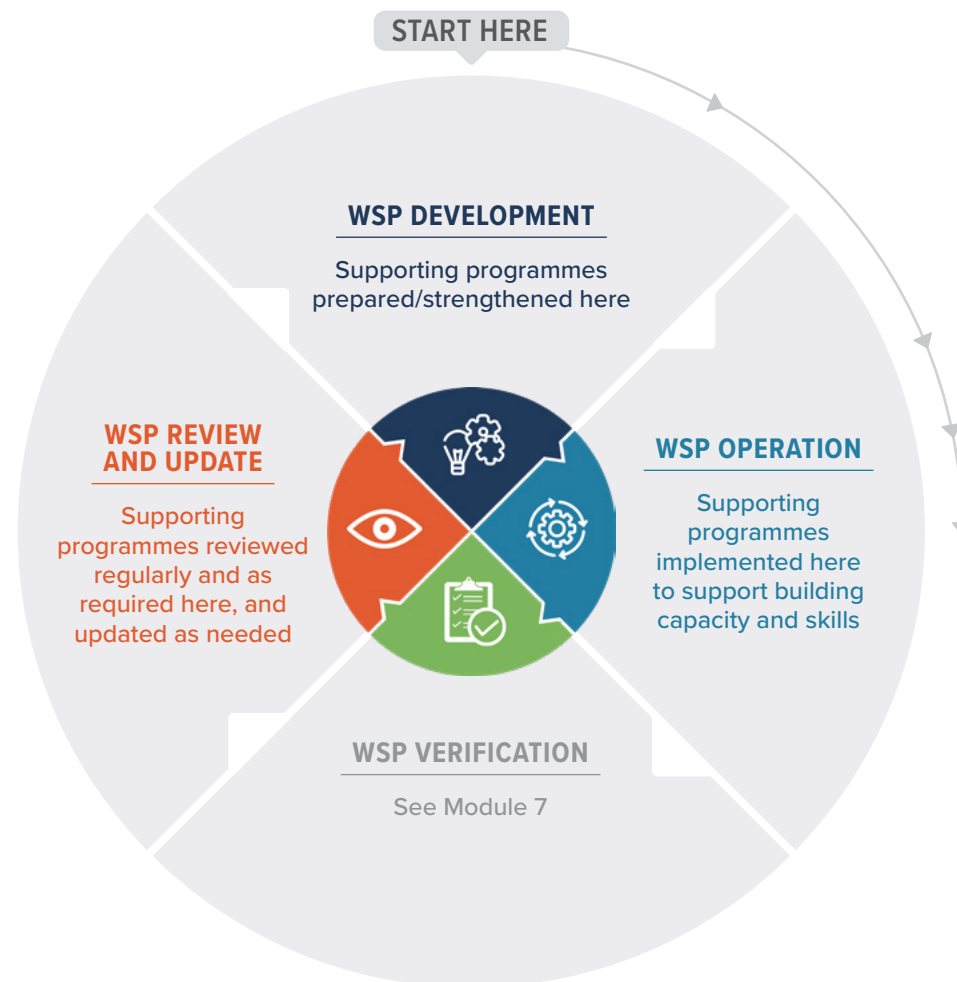 START HERE
WSP DEVELOPMENT
Supporting programmes
prepared/strengthened here
WSP OPERATION
Supporting
programmes
implemented here
to support building
capacity and skills
WSP VERIFICATION
See Module 7
WSP REVIEW
AND UPDATE
Supporting
programmes reviewed
regularly and as
required here, and
updated as needed